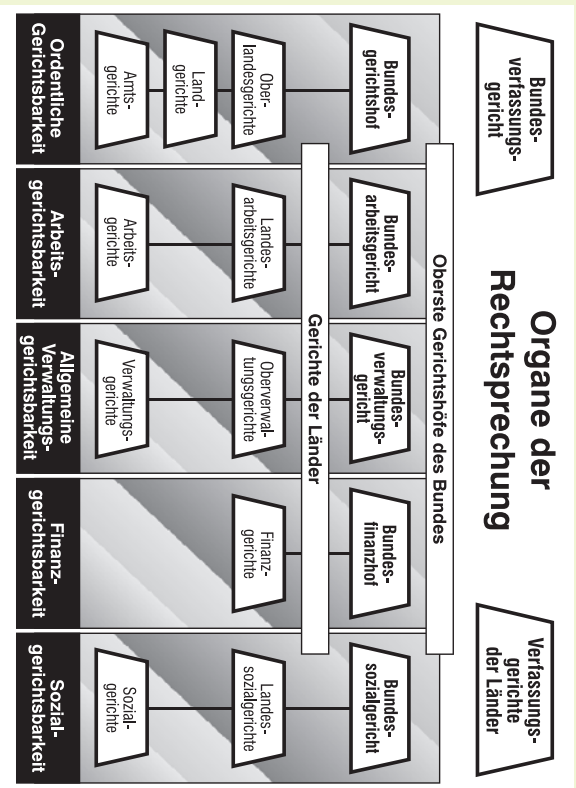 Organe der
Rechtsprechung
Bundes-
verfassungs-
gericht
Verfassungs-
gerichte
der Länder
Oberste Gerichtshöfe des Bundes
Bundes-
gerichtshof
Bundes-
arbeitsgericht
Bundes-
verwaltungs-
gericht
Bundes-
finanzhof
Bundes-
sozialgericht
Gerichte der Länder
Ober-
landesgerichte
Landes-
arbeitsgerichte
Oberverwal-
tungsgerichte
Finanz-
gerichte
Landes-
sozialgerichte
Land-
gerichte
Amts-
gerichte
Arbeits-
gerichte
Verwaltungs-
gerichte
Sozial-
gerichte
Ordentliche
Gerichtsbarkeit
Arbeits-
gerichtsbarkeit
Allgemeine
Verwaltungs-
gerichtsbarkeit
Finanz-
gerichtsbarkeit
Sozial-
gerichtsbarkeit